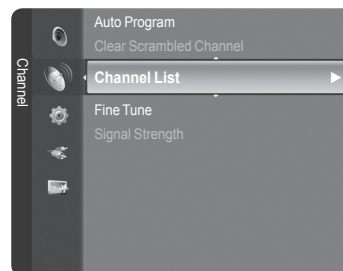 Channel
Auto Program
Clear Scrambled Channel
Channel List
Fine Tune
Signal Strength